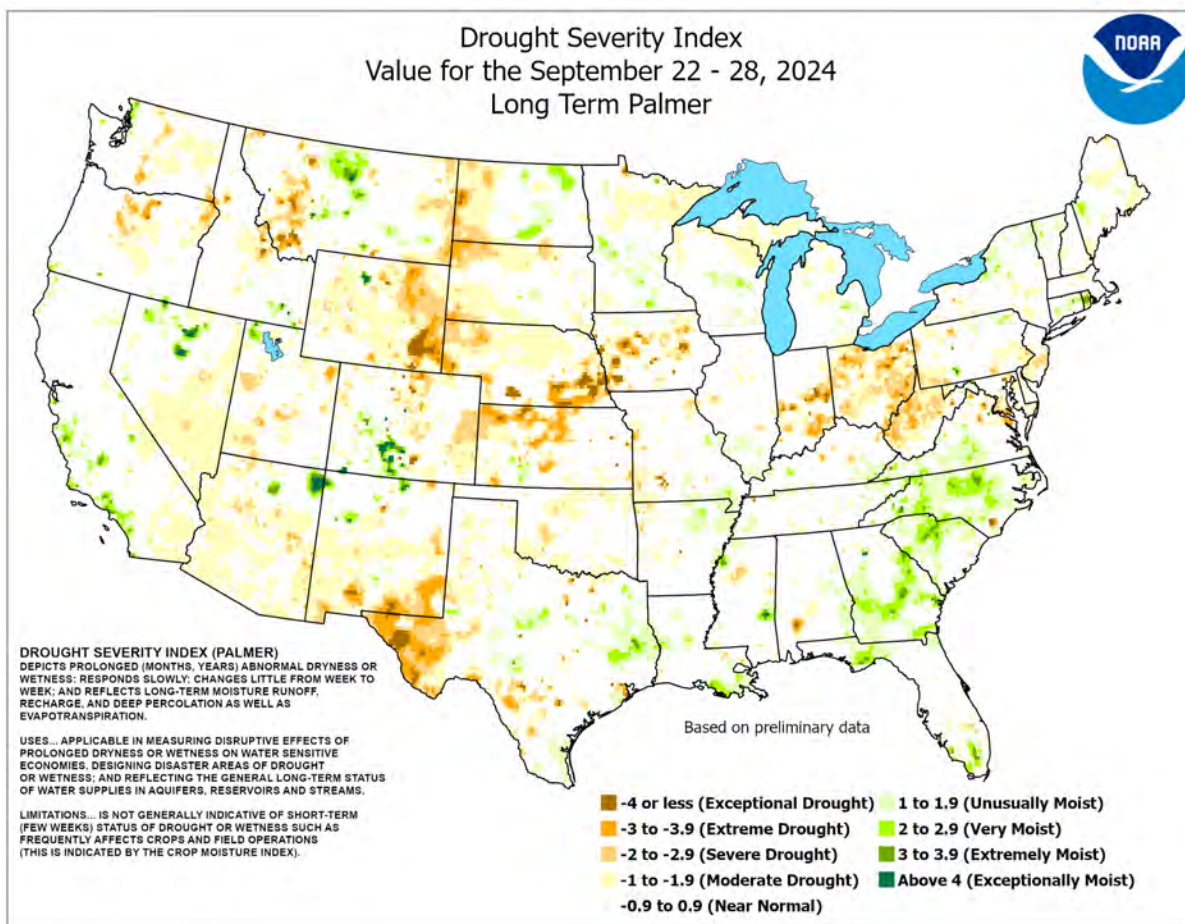 Drought Severity Index
Value for the September 22 - 28, 2024
Long Term Palmer
NOAA
DROUGHT SEVERITY INDEX (PALMER)
DEPICTS PROLONGED (MONTHS, YEARS) ABNORMAL DRYNESS OR
WETNESS: RESPONDS SLOWLY; CHANGES LITTLE FROM WEEK TO
WEEK; AND REFLECTS LONG-TERM MOISTURE RUNOFF,
RECHARGE, AND DEEP PERCOLATION AS WELL AS
EVAPOTRANSPIRATION.
USES... APPLICABLE IN MEASURING DISRUPTIVE EFFECTS OF
PROLONGED DRYNESS OR WETNESS ON WATER SENSITIVE
ECONOMIES, DESIGNING DISASTER AREAS OF DROUGHT
OR WETNESS; AND REFLECTING THE GENERAL LONG-TERM STATUS
OF WATER SUPPLIES IN AQUIFERS, RESERVOIRS AND STREAMS.
LIMITATIONS... IS NOT GENERALLY INDICATIVE OF SHORT-TERM
(FEW WEEKS) STATUS OF DROUGHT OR WETNESS SUCH AS
FREQUENTLY AFFECTS CROPS AND FIELD OPERATIONS
(THIS IS INDICATED BY THE CROP MOISTURE INDEX).
Based on preliminary data
-4 or less (Exceptional Drought)
-3 to -3.9 (Extreme Drought)
-2 to -2.9 (Severe Drought)
-1 to -1.9 (Moderate Drought)
-0.9 to 0.9 (Near Normal)
1 to 1.9 (Unusually Moist)
2 to 2.9 (Very Moist)
3 to 3.9 (Extremely Moist)
Above 4 (Exceptionally Moist)